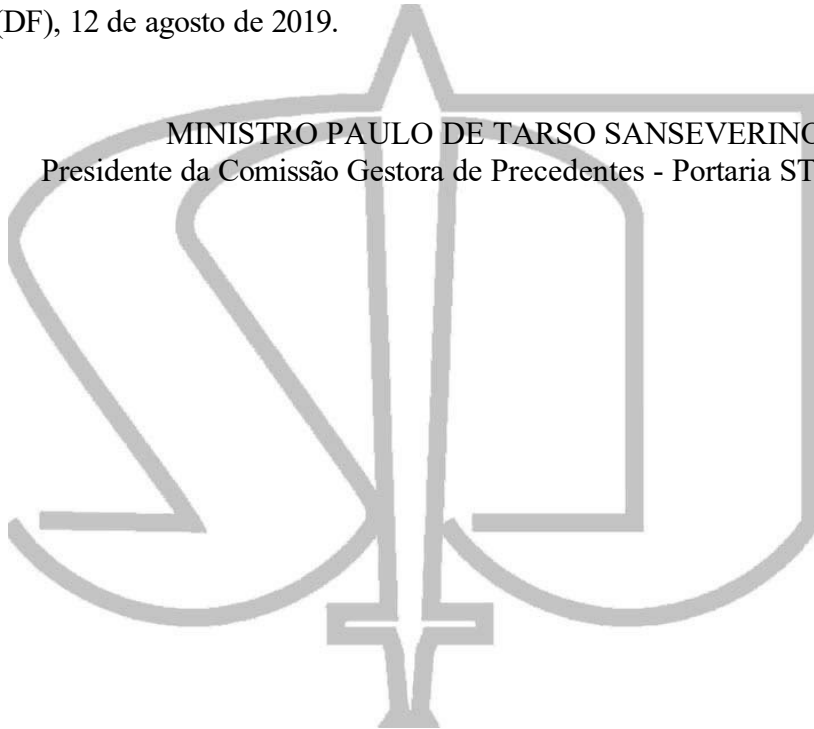 (DF), 12 de agosto de 2019.
MINISTRO PAULO DE TARSO SANSEVERINO
Presidente da Comissão Gestora de Precedentes - Portaria ST